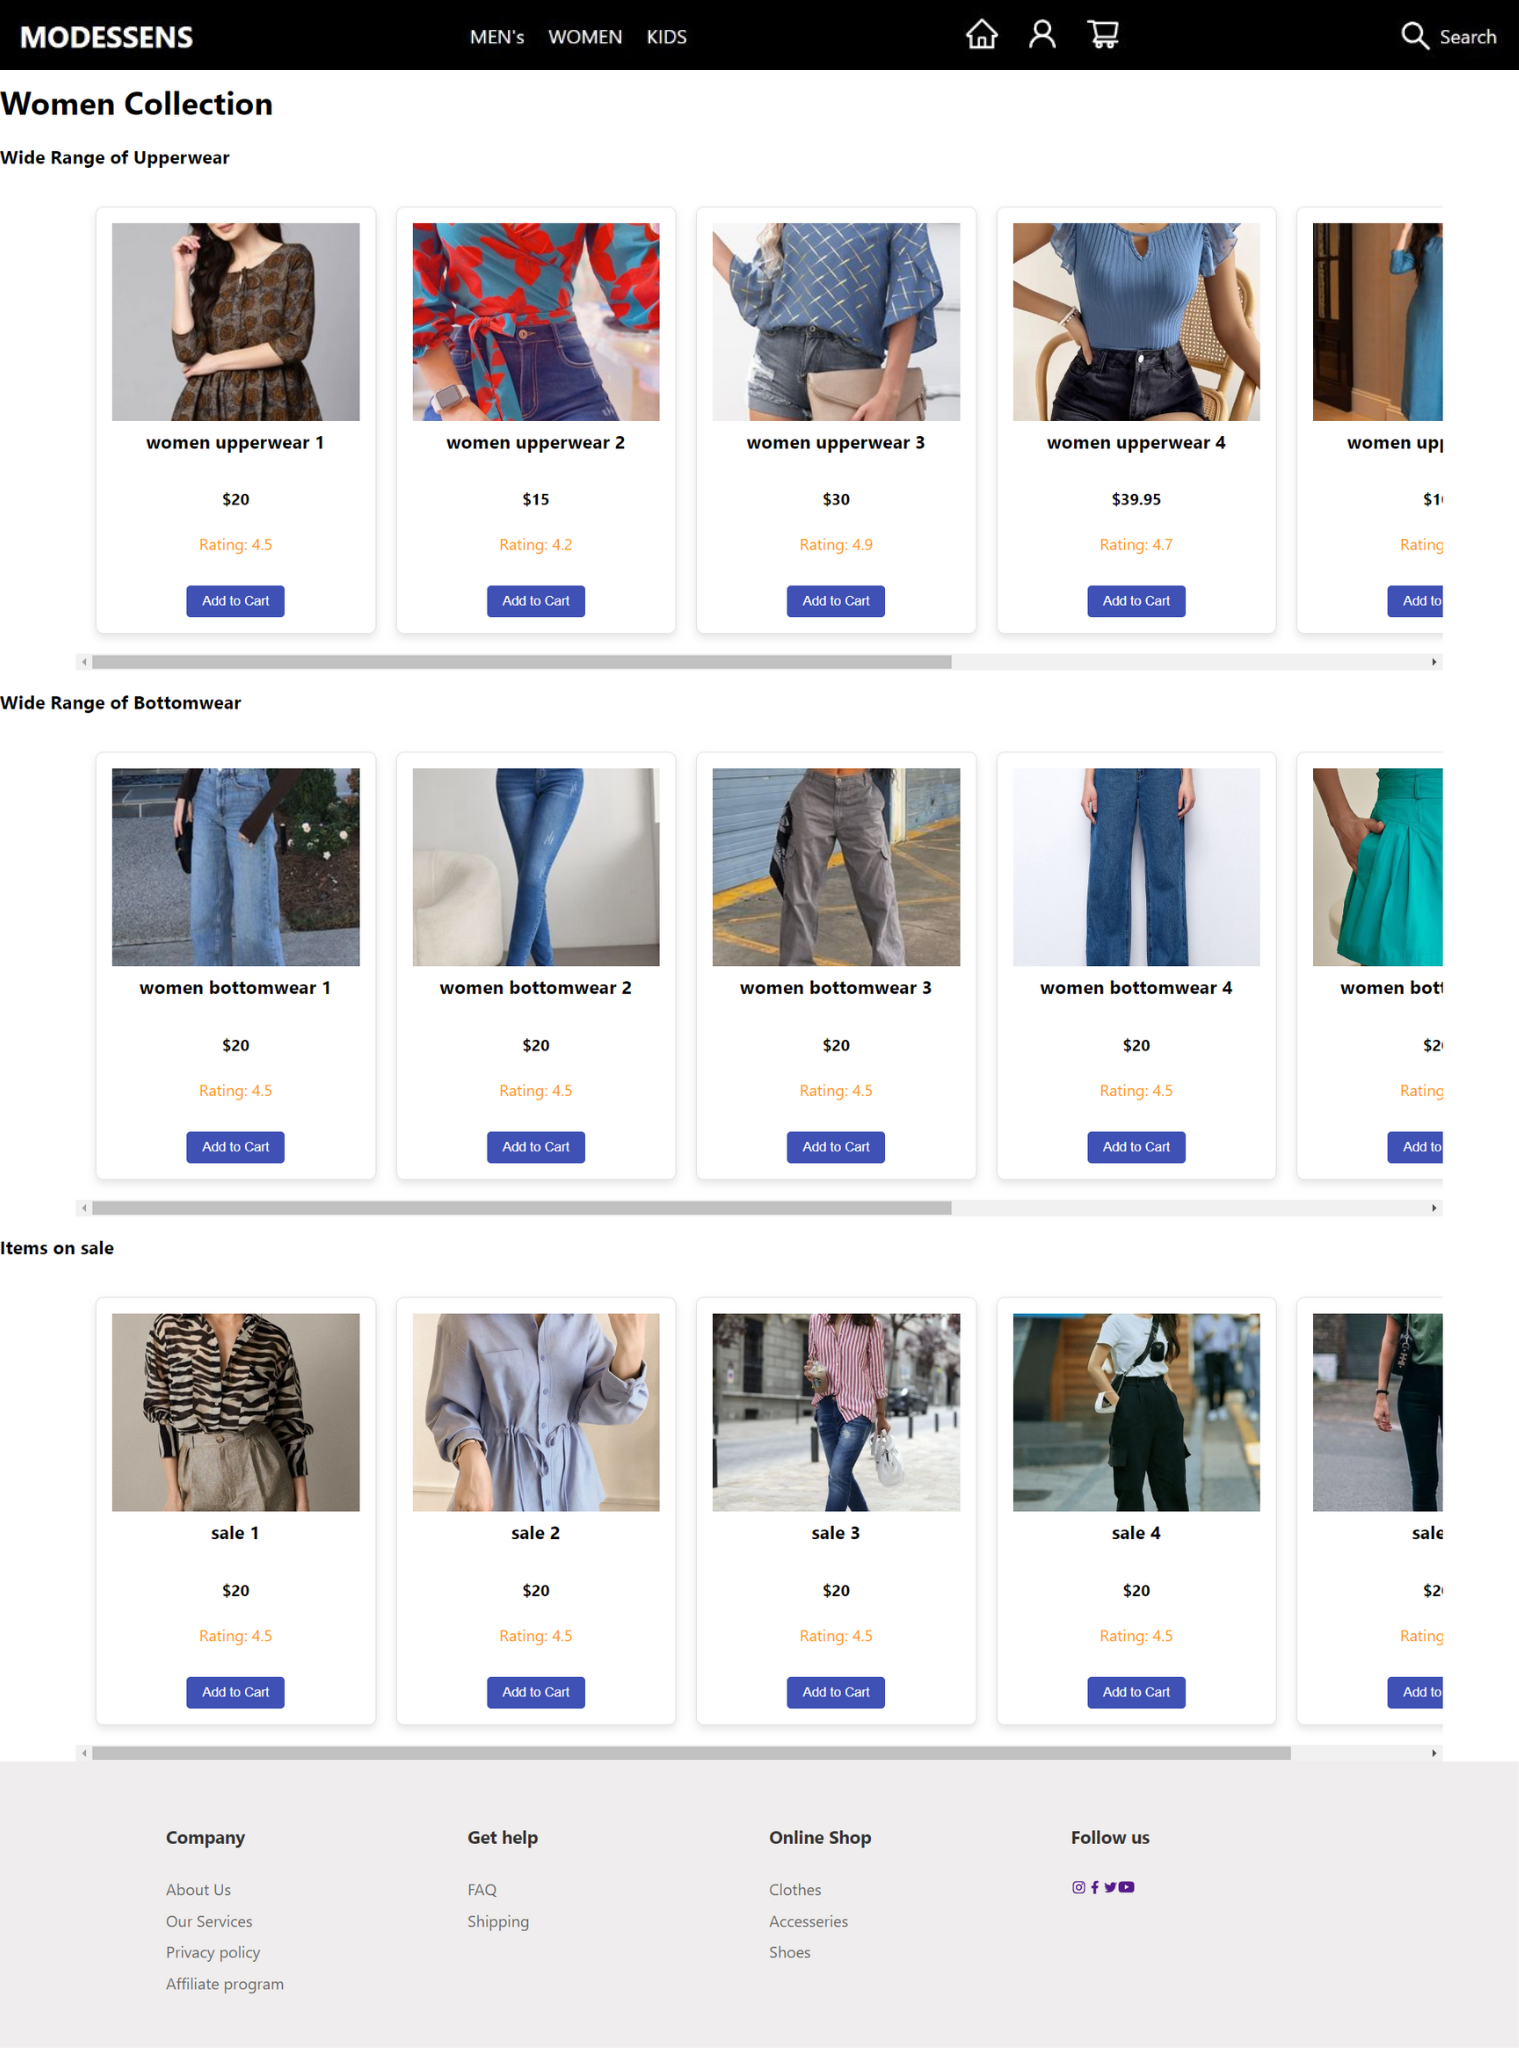 MODESSENS MEN's WOMEN KIDS Search
Women Collection
Wide Range of Upperwear
women upperwear 1 women upperwear 2 women upperwear 3 women upperwear 4 women upp
$20 $15 $30 $39.95 $1
Rating: 4.5 Rating: 4.2 Rating: 4.9 Rating: 4.7 Rating
Add to Cart Add to Cart Add to Cart Add to Cart Add to
Wide Range of Bottomwear
women bottomwear 1 women bottomwear 2 women bottomwear 3 women bottomwear 4 women bott
$20 $20 $20 $20 $2
Rating: 4.5 Rating: 4.5 Rating: 4.5 Rating: 4.5 Rating
Add to Cart Add to Cart Add to Cart Add to Cart Add to
Items on sale
sale 1 sale 2 sale 3 sale 4 sale
$20 $20 $20 $20 $2
Rating: 4.5 Rating: 4.5 Rating: 4.5 Rating: 4.5 Rating
Add to Cart Add to Cart Add to Cart Add to Cart Add to
Company
About Us
Our Services
Privacy policy
Affiliate program
Get help
FAQ
Shipping
Online Shop
Clothes
Accesseries
Shoes
Follow us